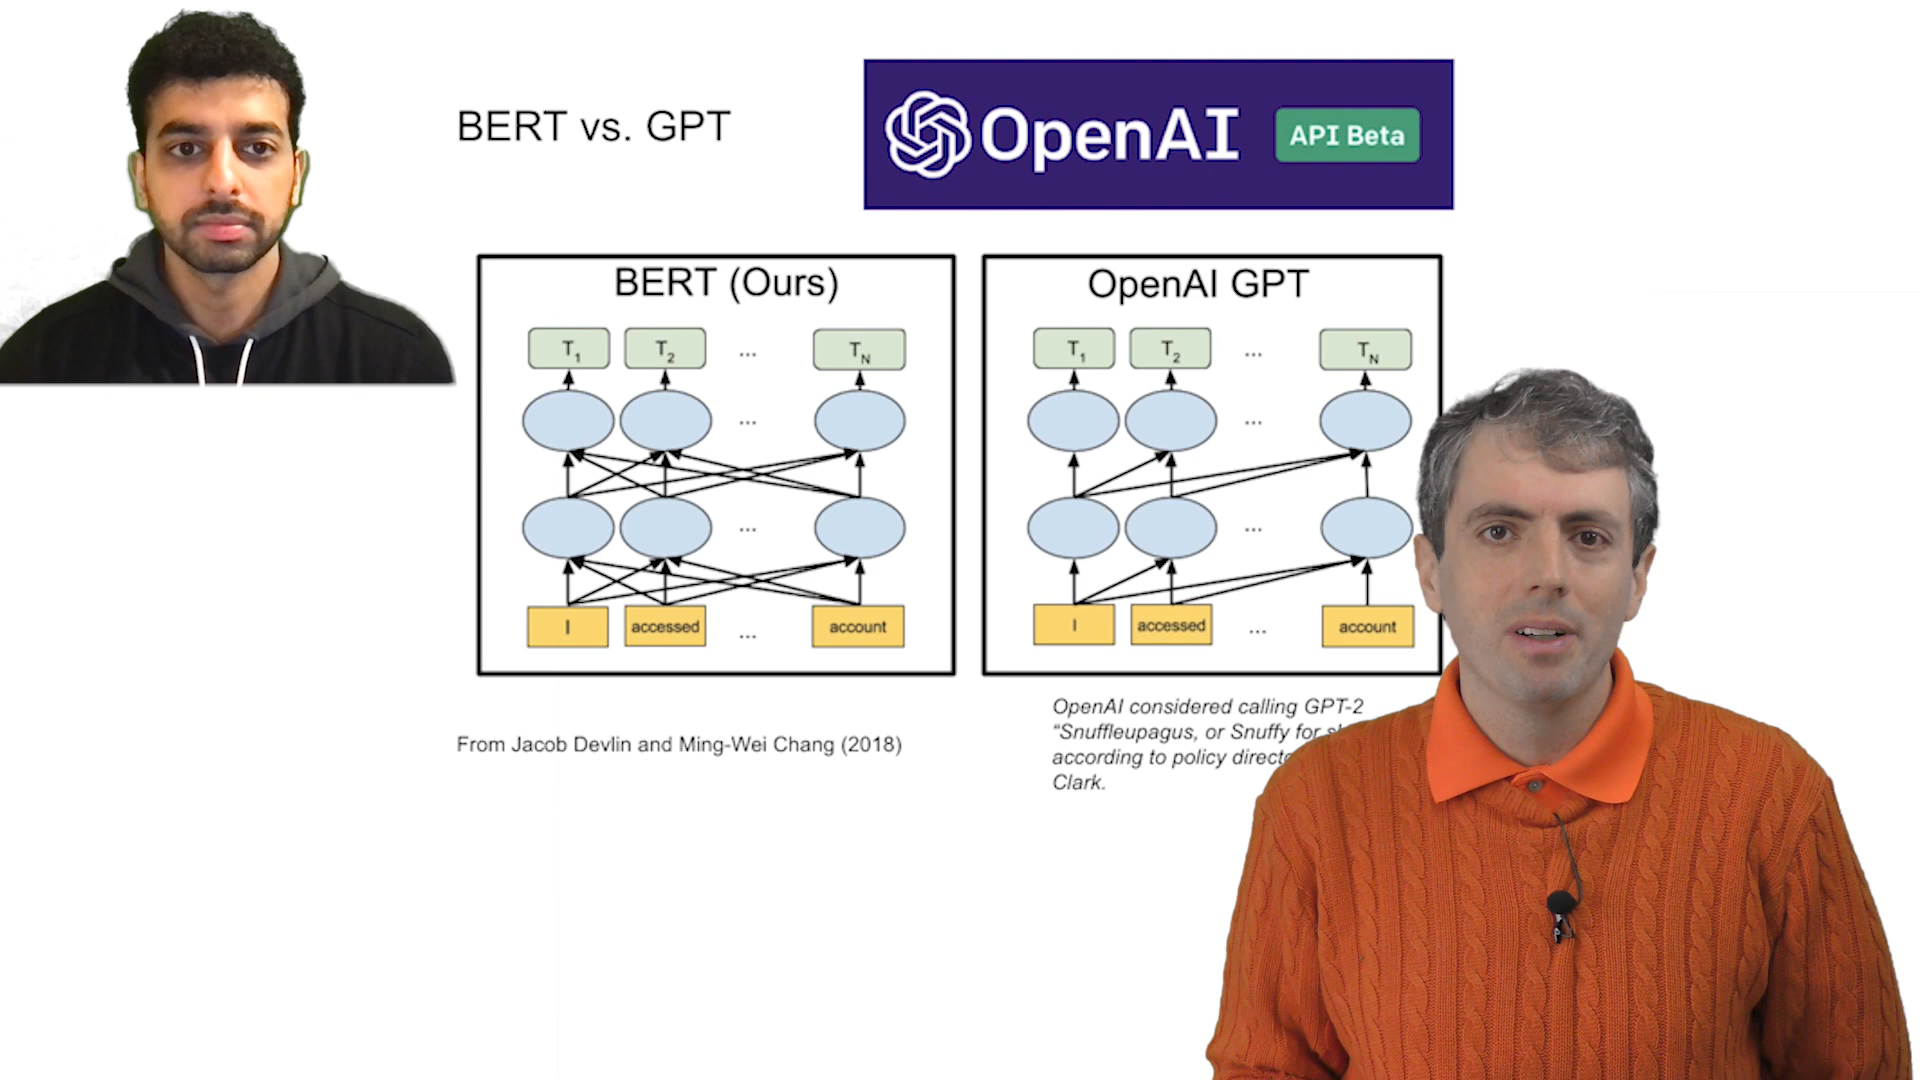 BERT vs. GPT
OpenAI API Beta
BERT (Ours)
T1 T2 ... TN
...
...
I accessed ... account
OpenAI GPT
T1 T2 ... TN
...
...
I accessed ... account
From Jacob Devlin and Ming-Wei Chang (2018)
OpenAI considered calling GPT-2
“Snuffleupagus, or Snuffy for
according to policy
Clark.